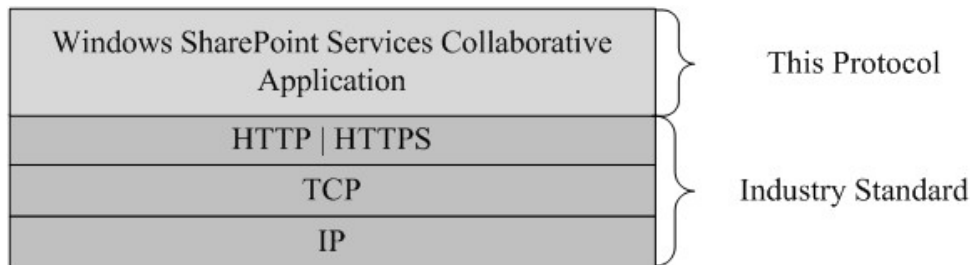 Windows SharePoint Services Collaborative
Application
This Protocol
HTTP | HTTPS
TCP
Industry Standard
IP